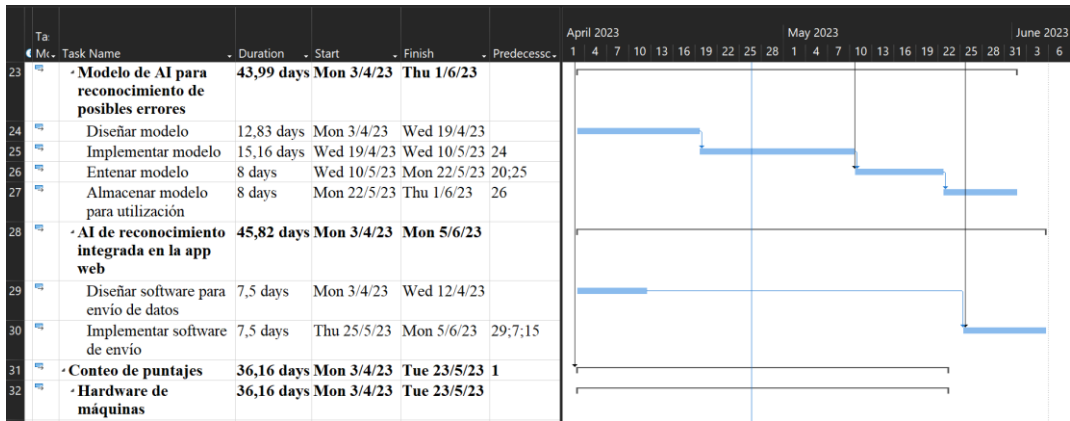 Ta:
Mc
Task Name
Duration
Start
Finish
Predecessc
April 2023
May 2023
June 2023
1 4 7 10 13 16 19 22 25 28 1 4 7 10 13 16 19 22 25 28 31 3 6
23 Modelo de AI para 43,99 days Mon 3/4/23 Thu 1/6/23
reconocimiento de
posibles errores
24 Diseñar modelo 12,83 days Mon 3/4/23 Wed 19/4/23
25 Implementar modelo 15,16 days Wed 19/4/23 Wed 10/5/23 24
26 Entenar modelo 8 days Wed 10/5/23 Mon 22/5/23 20;25
27 Almacenar modelo 8 days Mon 22/5/23 Thu 1/6/23 26
para utilización
28 AI de reconocimiento 45,82 days Mon 3/4/23 Mon 5/6/23
integrada en la app
web
29 Diseñar software para 7,5 days Mon 3/4/23 Wed 12/4/23
envío de datos
30 Implementar software 7,5 days Thu 25/5/23 Mon 5/6/23 29;7;15
de envío
31 Conteo de puntajes 36,16 days Mon 3/4/23 Tue 23/5/23 1
32 Hardware de 36,16 days Mon 3/4/23 Tue 23/5/23
máquinas